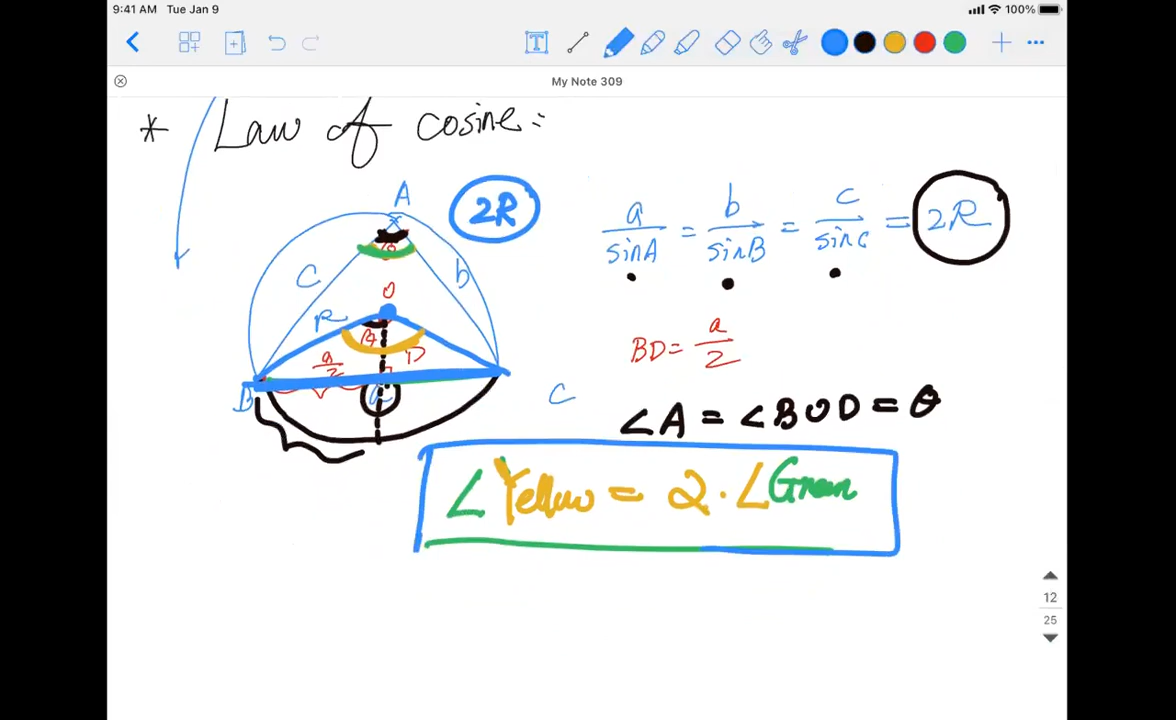 9:41 AM Tue Jan 9
100%
T
My Note 309
* Law of cosine =
A
2R
a/sinA = b/sinB = c/sinC = 2R
θ
c
b
O
R
A
D
BD = a/2
a/2
B
a
C
∠A = ∠BOD = θ
∠Yellow = 2 · ∠Green
12
25